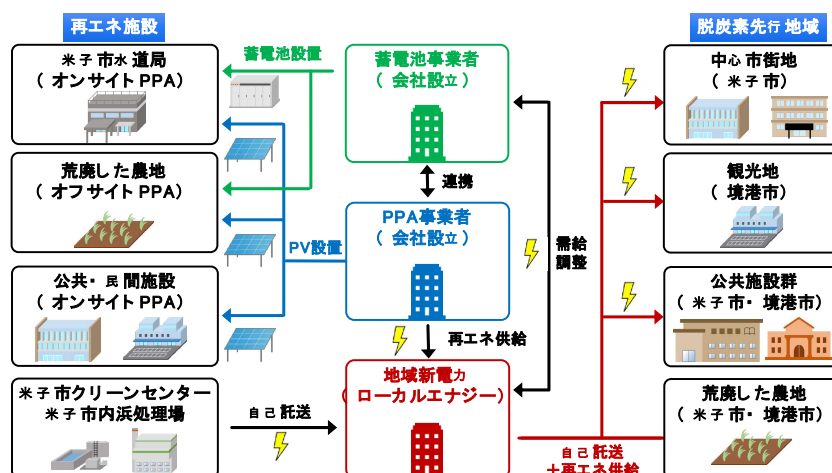 再エネ施設
脱炭素先行地域
米子市水道局
(オンサイトPPA)
蓄電池設置
蓄電池事業者
(会社設立)
中心市街地
(米子市)
荒廃した農地
(オフサイトPPA)
連携
観光地
(境港市)
PPA事業者
(会社設立)
PV設置
需給
調整
公共・民間施設
(オンサイトPPA)
公共施設群
(米子市・境港市)
再エネ供給
地域新電力
(ローカルエナジー)
米子市クリーンセンター
米子市内浜処理場
自己託送
荒廃した農地
(米子市・境港市)
自己託送
+再エネ供給